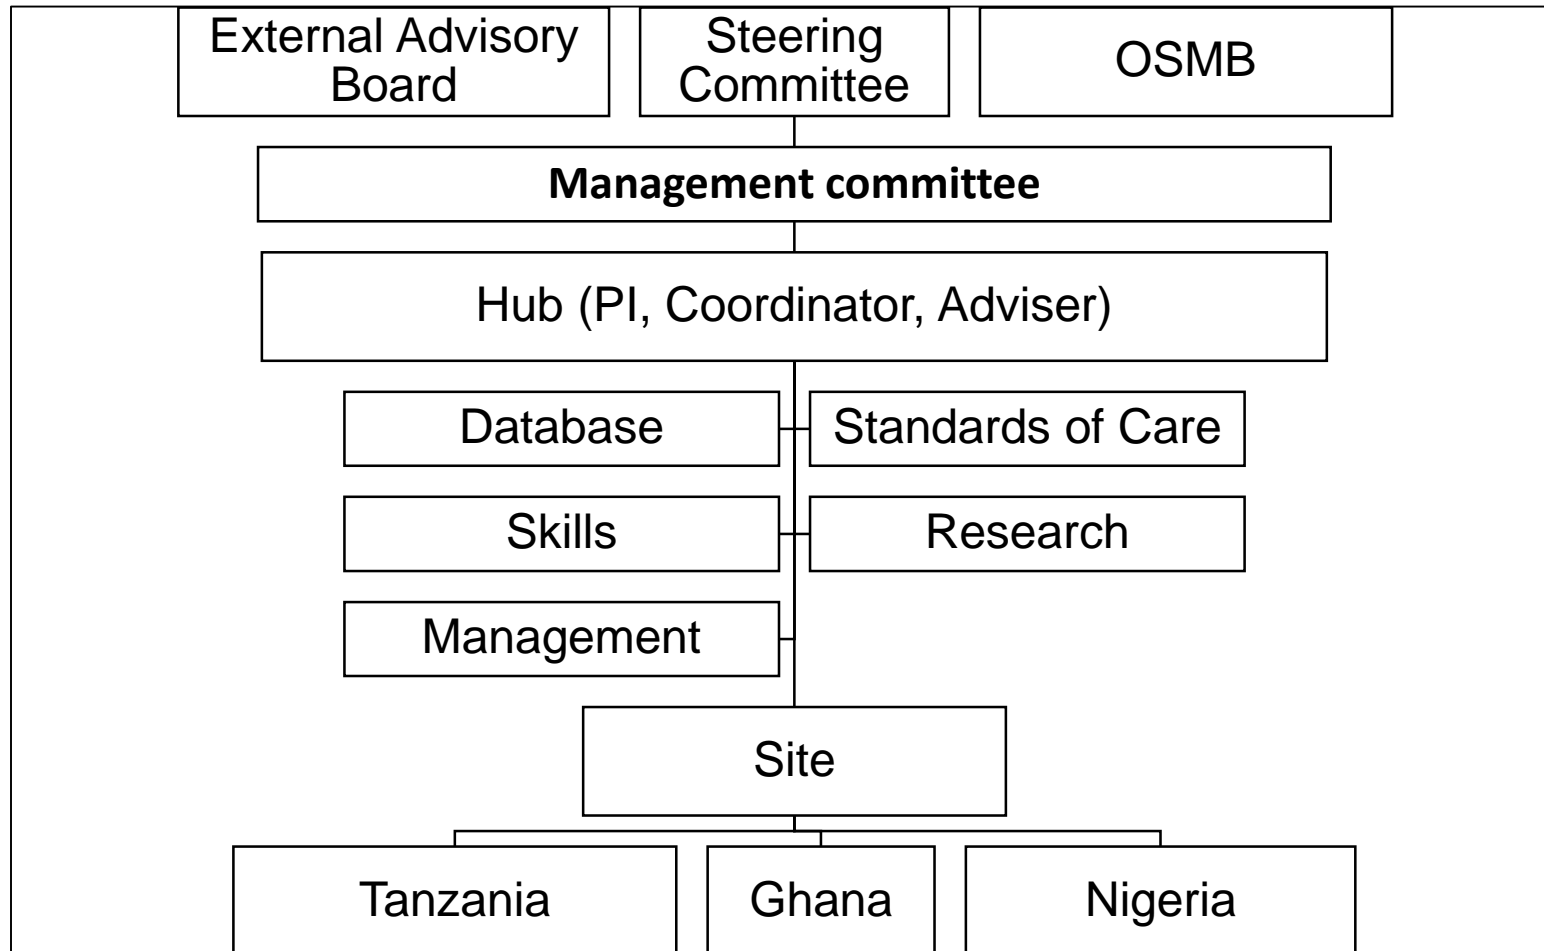 External Advisory
Board
Steering
Committee
OSMB
Management committee
Hub (PI, Coordinator, Adviser)
Database
Standards of Care
Skills
Research
Management
Site
Tanzania
Ghana
Nigeria